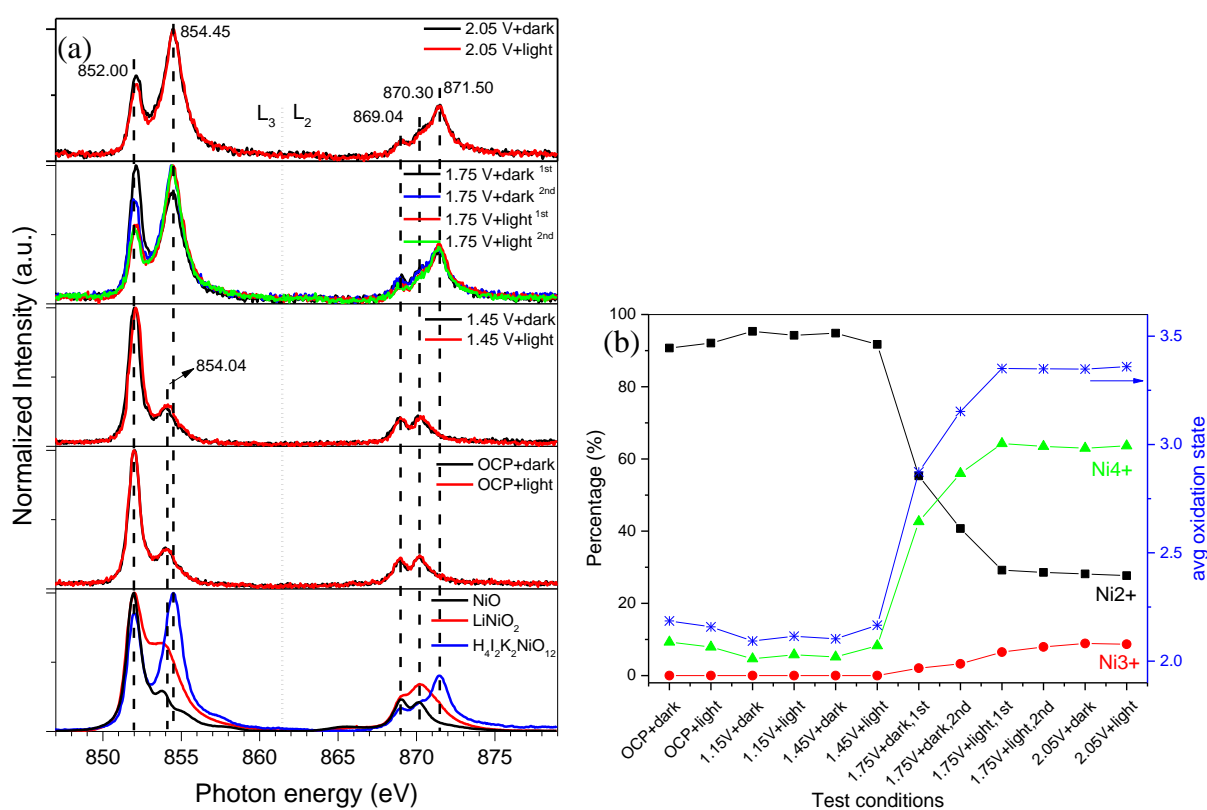 (a)
2.05 V+dark
2.05 V+light
854.45
852.00
870.30
871.50
869.04
L3 L2
1.75 V+dark 1st
1.75 V+dark 2nd
1.75 V+light 1st
1.75 V+light 2nd
1.45 V+dark
1.45 V+light
854.04
OCP+dark
OCP+light
NiO
LiNiO2
H4I2K2NiO12
Normalized Intensity (a.u.)
850 855 860 865 870 875
Photon energy (eV)
(b)
100
80
60
40
20
0
Percentage (%)
3.5
3.0
2.5
2.0
avg oxidation state
Ni4+
Ni2+
Ni3+
OCP+dark
OCP+light
1.15V+dark
1.15V+light
1.45V+dark
1.45V+light
1.75V+dark,1st
1.75V+dark,2nd
1.75V+light,1st
1.75V+light,2nd
2.05V+dark
2.05V+light
Test conditions